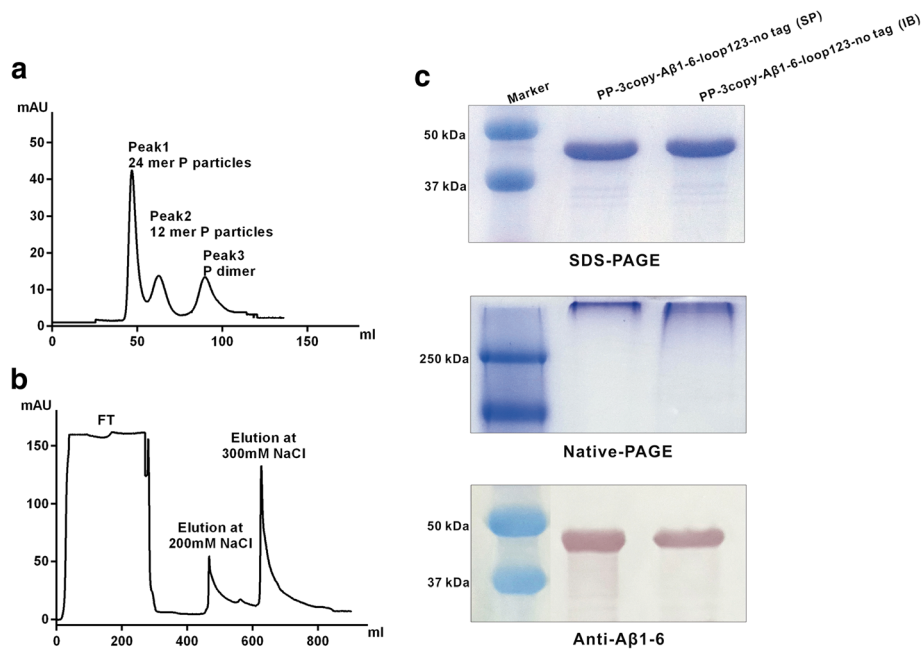 a
mAU
50
40
30
20
10
0
Peak1
24 mer P particles
Peak2
12 mer P particles
Peak3
P dimer
0
50
100
150
ml
b
mAU
150
100
50
0
FT
Elution at
200mM NaCl
Elution at
300mM NaCl
0
200
400
600
800
ml
c
Marker
PP-3copy-Aβ1-6-loop123-no tag (SP)
PP-3copy-Aβ1-6-loop123-no tag (IB)
50 kDa
37 kDa
SDS-PAGE
250 kDa
Native-PAGE
50 kDa
37 kDa
Anti-Aβ1-6